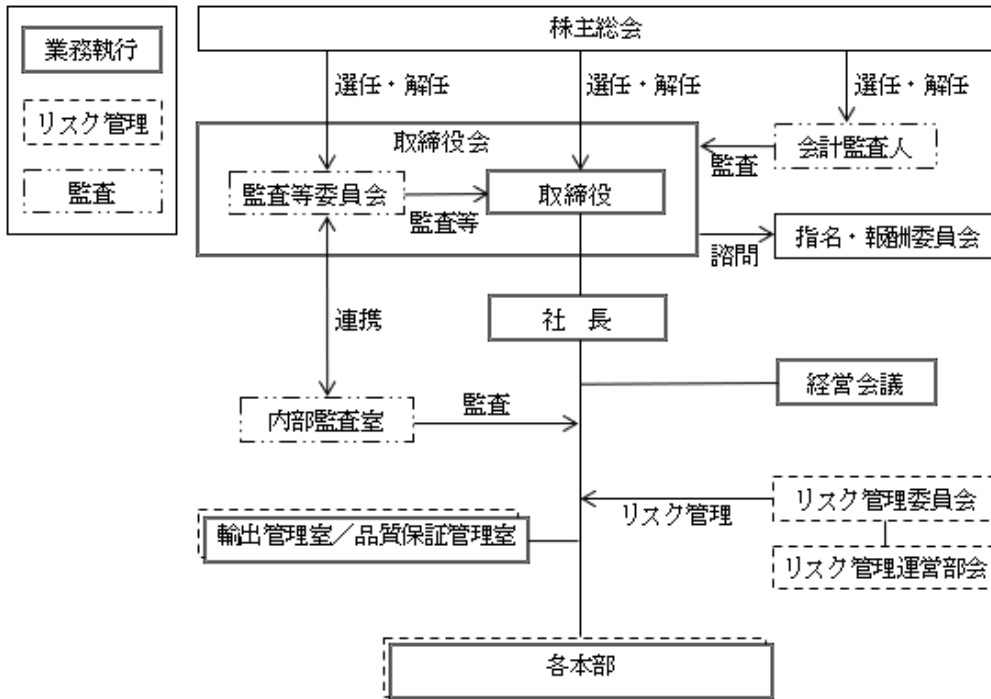 業務執行
リスク管理
監査
株主総会
選任・解任
選任・解任
選任・解任
取締役会
監査
会計監査人
監査等委員会
監査等
取締役
諮問
指名・報酬委員会
連携
社　長
経営会議
内部監査室
監査
リスク管理
リスク管理委員会
輸出管理室／品質保証管理室
リスク管理運営部会
各本部